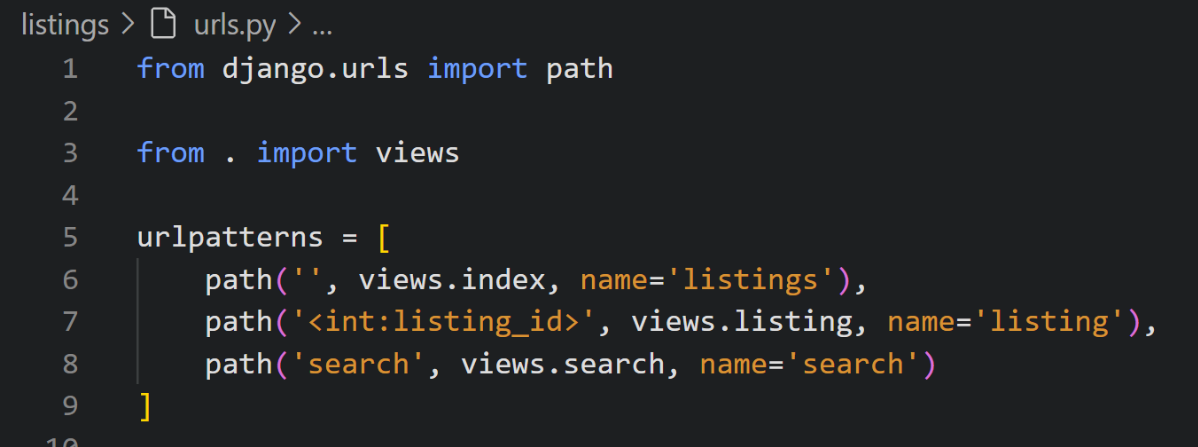 listings > urls.py > ...
1 from django.urls import path
2
3 from . import views
4
5 urlpatterns = [
6     path('', views.index, name='listings'),
7     path('<int:listing_id>', views.listing, name='listing'),
8     path('search', views.search, name='search')
9 ]
10